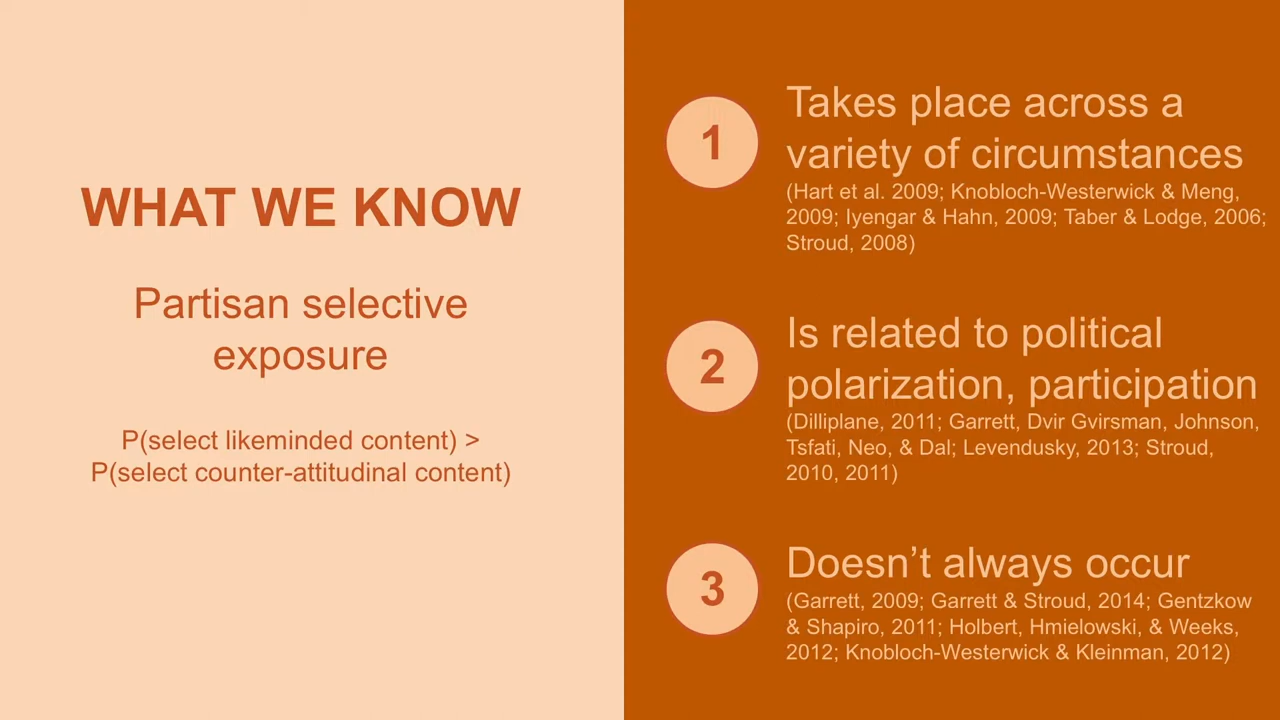 WHAT WE KNOW
Partisan selective
exposure
P(select likeminded content) >
P(select counter-attitudinal content)
1
Takes place across a
variety of circumstances
(Hart et al. 2009; Knobloch-Westerwick & Meng,
2009; Iyengar & Hahn, 2009; Taber & Lodge, 2006;
Stroud, 2008)
2
Is related to political
polarization, participation
(Dilliplane, 2011; Garrett, Dvir Gvirsman, Johnson,
Tsfati, Neo, & Dal; Levendusky, 2013; Stroud,
2010, 2011)
3
Doesn’t always occur
(Garrett, 2009; Garrett & Stroud, 2014; Gentzkow
& Shapiro, 2011; Holbert, Hmielowski, & Weeks,
2012; Knobloch-Westerwick & Kleinman, 2012)